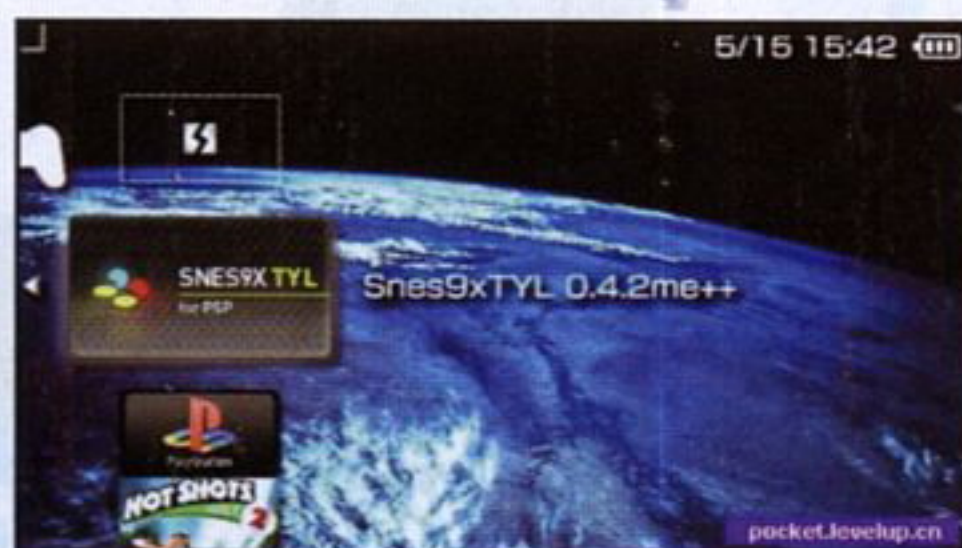 5/15 15:42
SNES9X TYL
for PSP
Snes9xTYL 0.4.2me++
PlayStation
HOT SHOTS
2
pocket.levelup.cn